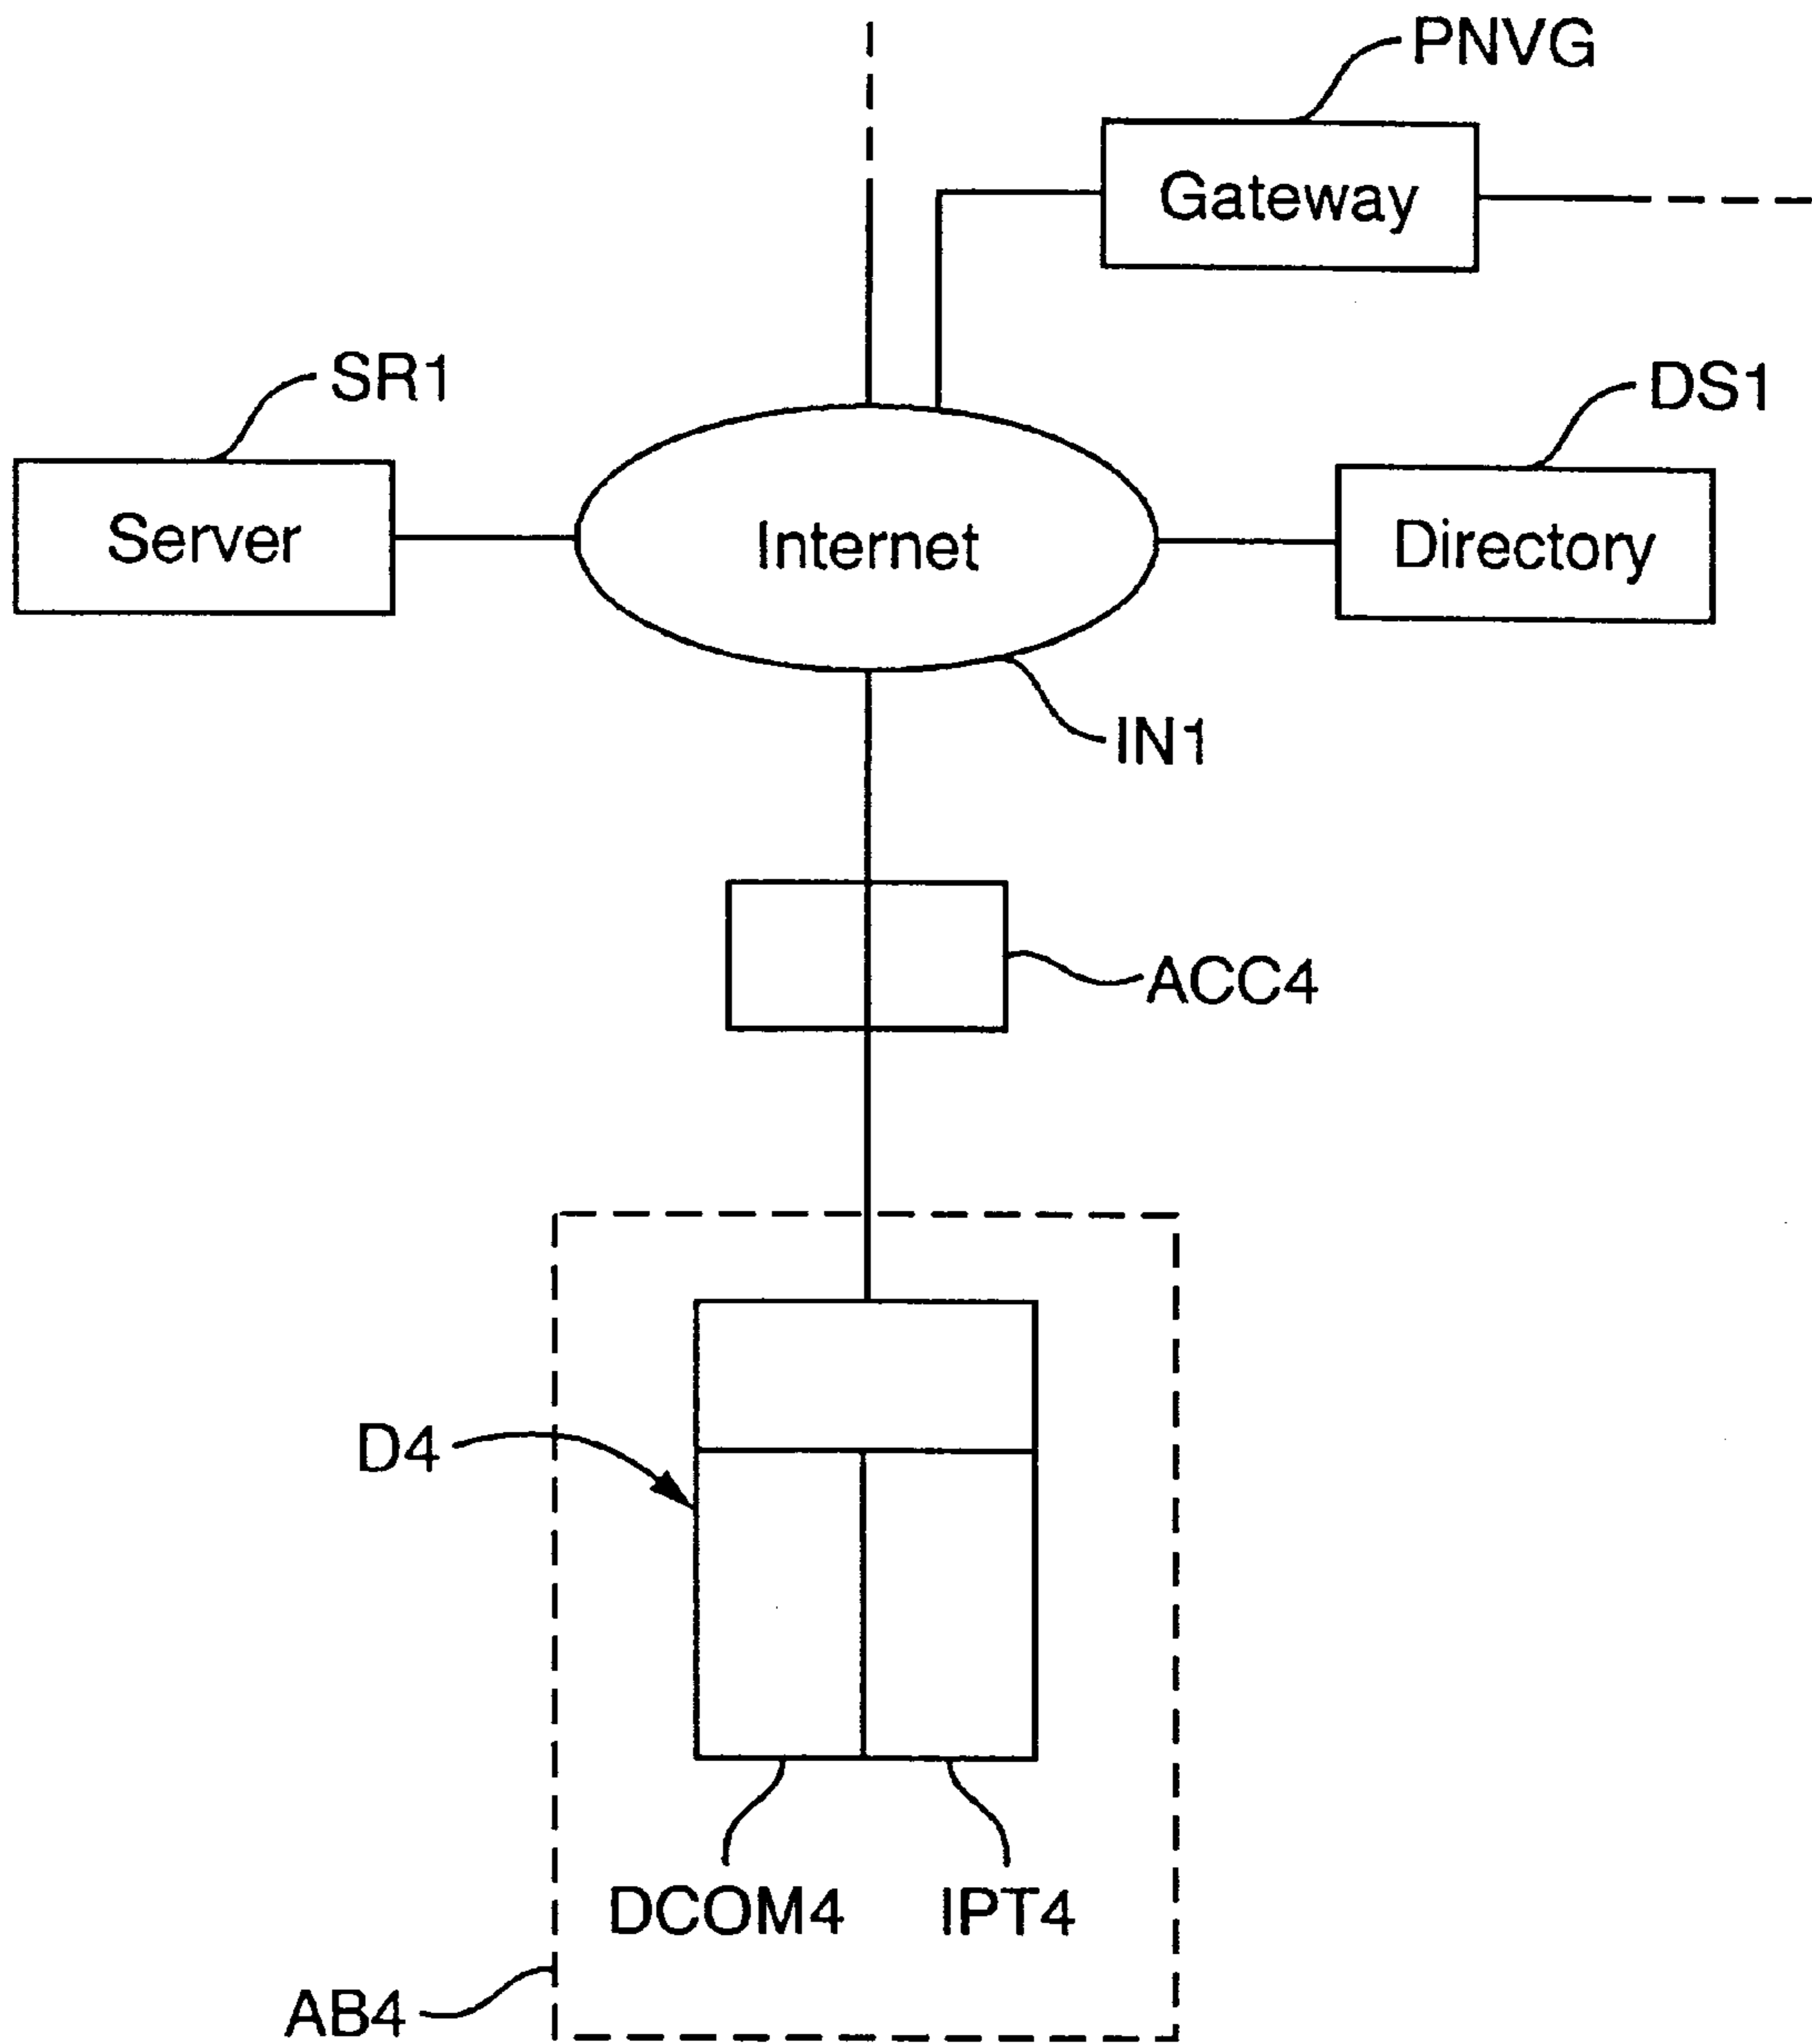 PNVG
Gateway
SR1
DS1
Server
Internet
Directory
IN1
ACC4
D4
DCOM4
IPT4
AB4